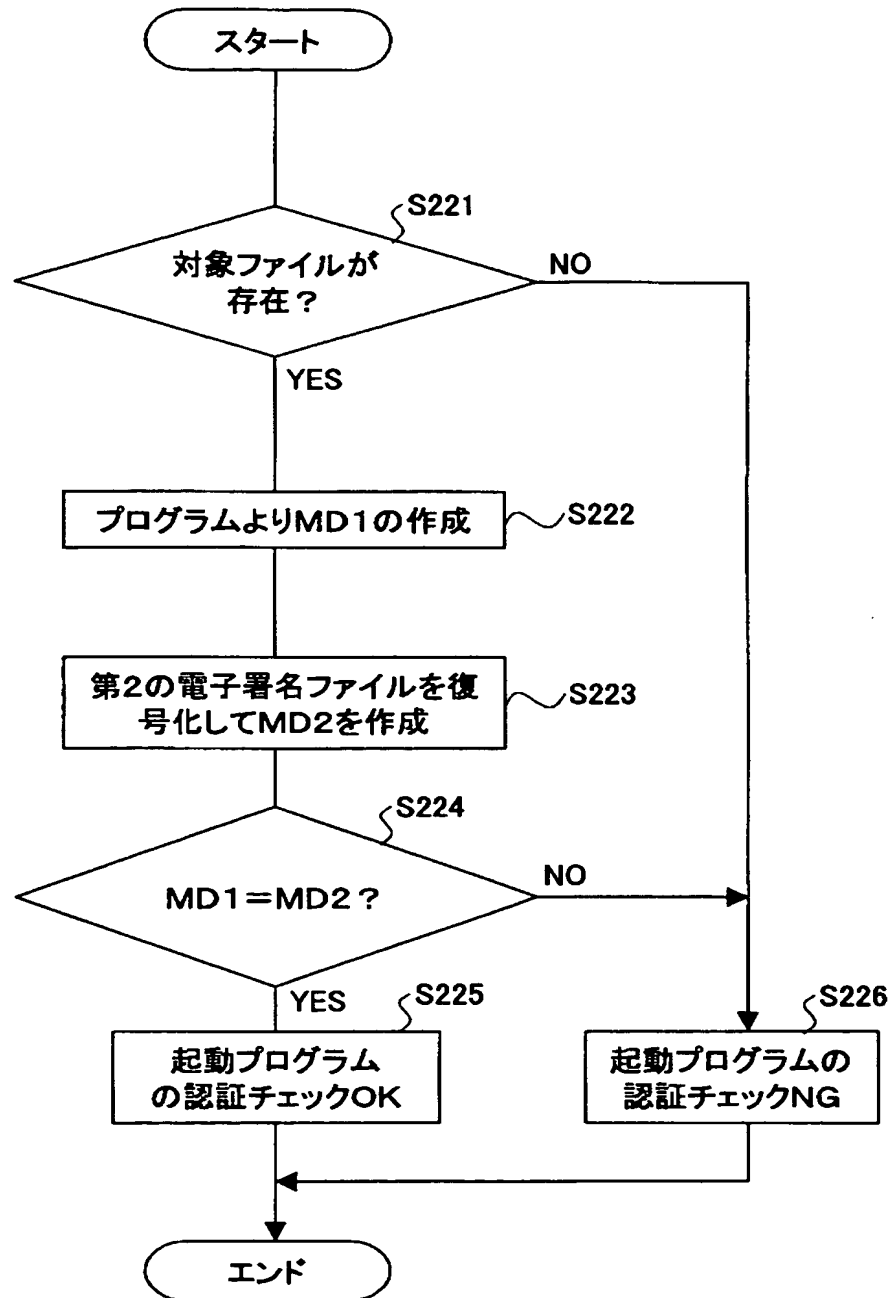 スタート
S221
対象ファイルが
存在？
NO
YES
プログラムよりMD1の作成
S222
第2の電子署名ファイルを復
号化してMD2を作成
S223
S224
MD1＝MD2？
NO
YES
S225
起動プログラム
の認証チェックOK
S226
起動プログラムの
認証チェックNG
エンド